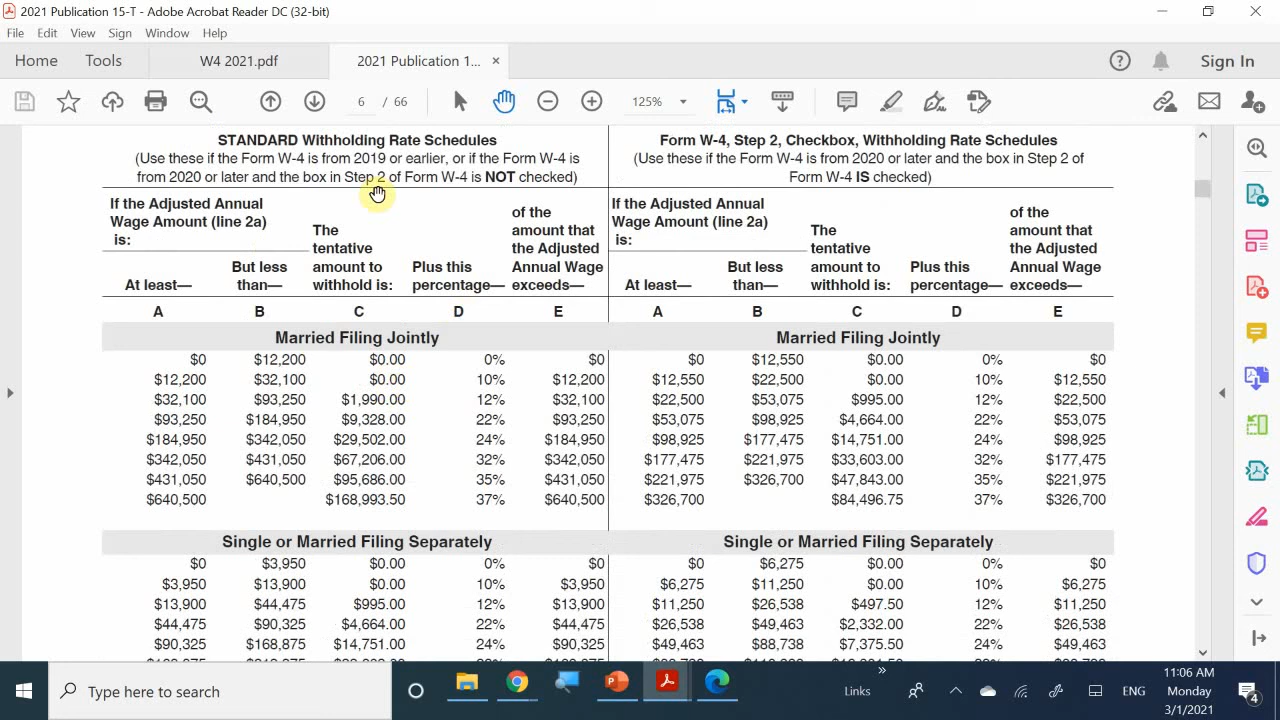 2021 Publication 15-T - Adobe Acrobat Reader DC (32-bit)
File Edit View Sign Window Help
Home Tools W4 2021.pdf 2021 Publication 1... × Sign In
6 / 66 125%
STANDARD Withholding Rate Schedules
(Use these if the Form W-4 is from 2019 or earlier, or if the Form W-4 is
from 2020 or later and the box in Step 2 of Form W-4 is NOT checked)
Form W-4, Step 2, Checkbox, Withholding Rate Schedules
(Use these if the Form W-4 is from 2020 or later and the box in Step 2 of
Form W-4 IS checked)
If the Adjusted Annual
Wage Amount (line 2a)
is:
At least—
But less
than—
The
tentative
amount to
withhold is:
Plus this
percentage—
of the
amount that
the Adjusted
Annual Wage
exceeds—
If the Adjusted Annual
Wage Amount (line 2a)
is:
At least—
But less
than—
The
tentative
amount to
withhold is:
Plus this
percentage—
of the
amount that
the Adjusted
Annual Wage
exceeds—
A B C D E A B C D E
Married Filing Jointly Married Filing Jointly
$0 $12,200 $0.00 0% $0 $0 $12,550 $0.00 0% $0
$12,200 $32,100 $0.00 10% $12,200 $12,550 $22,500 $0.00 10% $12,550
$32,100 $93,250 $1,990.00 12% $32,100 $22,500 $53,075 $995.00 12% $22,500
$93,250 $184,950 $9,328.00 22% $93,250 $53,075 $98,925 $4,664.00 22% $53,075
$184,950 $342,050 $29,502.00 24% $184,950 $98,925 $177,475 $14,751.00 24% $98,925
$342,050 $431,050 $67,206.00 32% $342,050 $177,475 $221,975 $33,603.00 32% $177,475
$431,050 $640,500 $95,686.00 35% $431,050 $221,975 $326,700 $47,843.00 35% $221,975
$640,500 $168,993.50 37% $640,500 $326,700 $84,496.75 37% $326,700
Single or Married Filing Separately Single or Married Filing Separately
$0 $3,950 $0.00 0% $0 $0 $6,275 $0.00 0% $0
$3,950 $13,900 $0.00 10% $3,950 $6,275 $11,250 $0.00 10% $6,275
$13,900 $44,475 $995.00 12% $13,900 $11,250 $26,538 $497.50 12% $11,250
$44,475 $90,325 $4,664.00 22% $44,475 $26,538 $49,463 $2,332.00 22% $26,538
$90,325 $168,875 $14,751.00 24% $90,325 $49,463 $88,738 $7,375.50 24% $49,463
Type here to search
Links » ENG
11:06 AM
Monday
3/1/2021
4